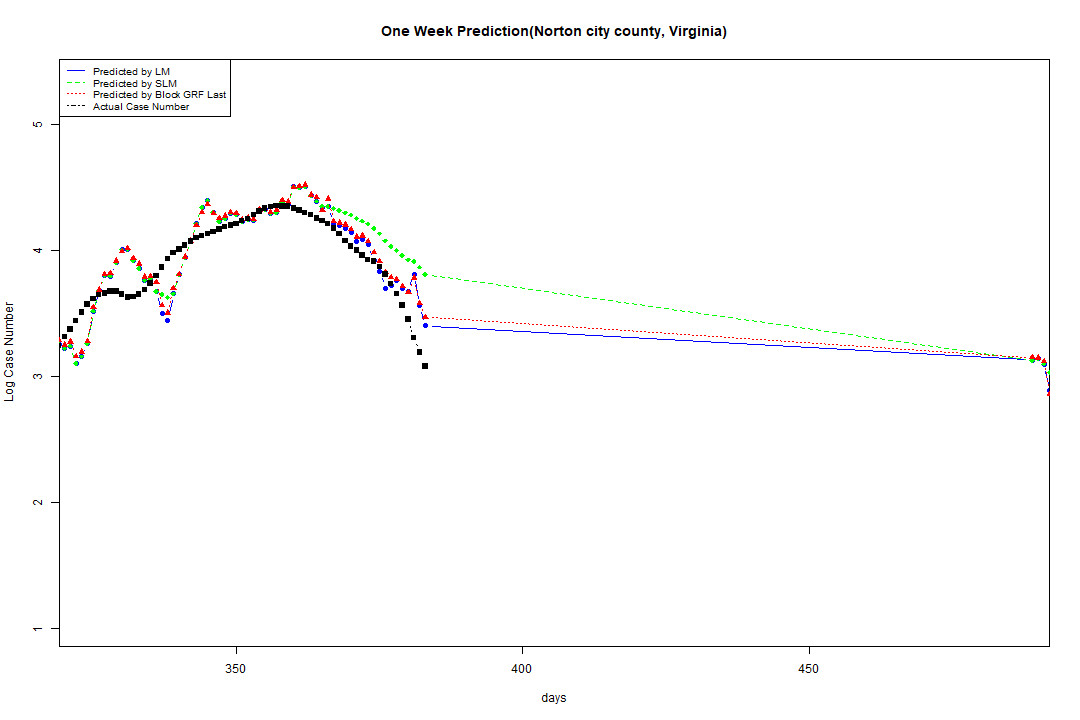 One Week Prediction(Norton city county, Virginia)
Predicted by LM
Predicted by SLM
Predicted by Block GRF Last
Actual Case Number
5
4
3
2
1
Log Case Number
350 400 450
days